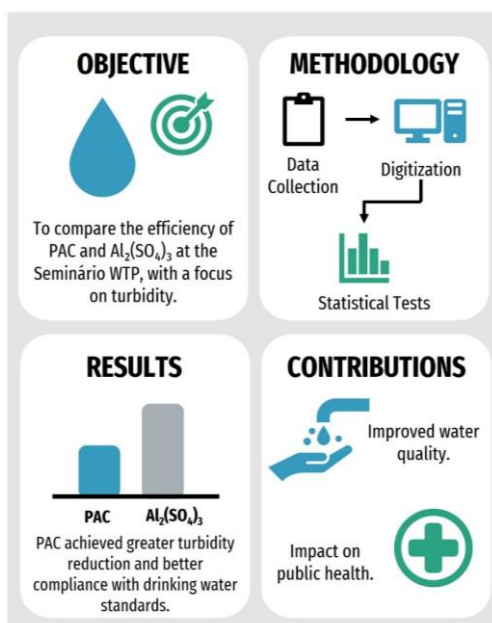 OBJECTIVE
To compare the efficiency of
PAC and Al₂(SO₄)₃ at the
Seminário WTP, with a focus
on turbidity.
METHODOLOGY
Data
Collection
Digitization
Statistical Tests
RESULTS
PAC
Al₂(SO₄)₃
PAC achieved greater turbidity
reduction and better
compliance with drinking water
standards.
CONTRIBUTIONS
Improved water
quality.
Impact on
public health.